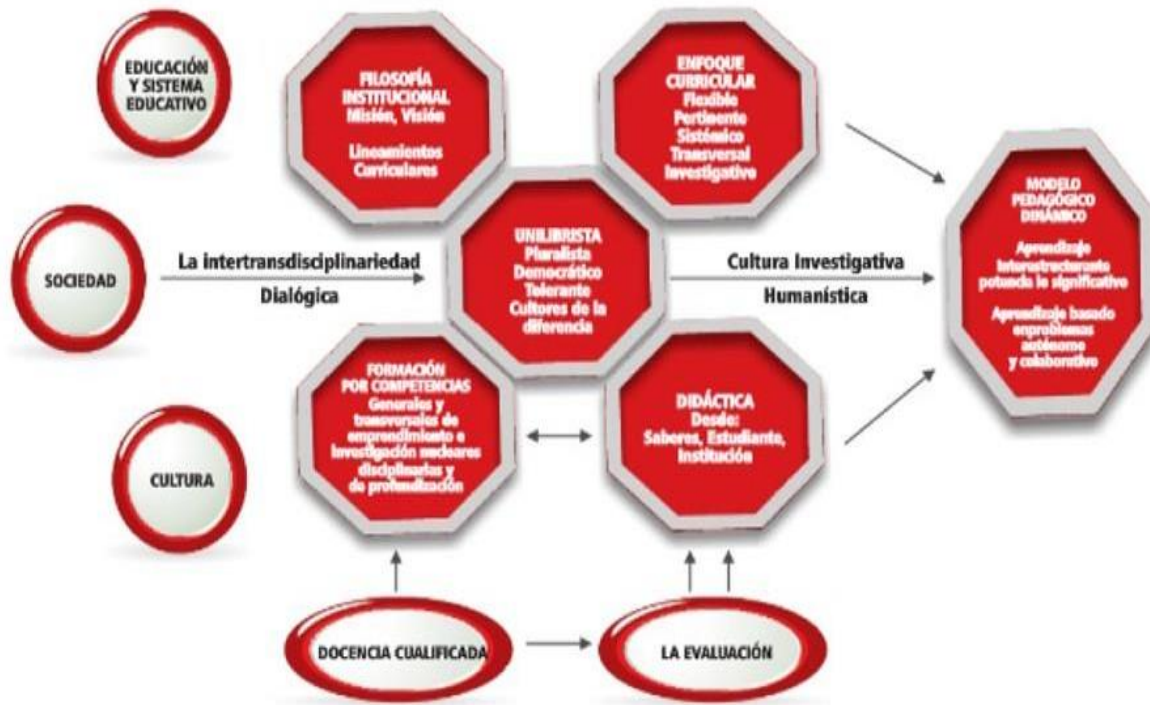 EDUCACIÓN
Y SISTEMA
EDUCATIVO
FILOSOFÍA
INSTITUCIONAL
Misión, Visión
Lineamientos
Curriculares
ENFOQUE
CURRICULAR
Flexible
Pertinente
Sistémico
Transversal
Investigativo
SOCIEDAD
La intertransdisciplinariedad
Dialógica
UNILIBRISTA
Pluralista
Democrático
Tolerante
Cultores de la
diferencia
Cultura Investigativa
Humanística
MODELO
PEDAGÓGICO
DINÁMICO
Aprendizaje
Interestructurante
potencia lo significativo
Aprendizaje basado
enproblemas
autónomo
y colaborativo
CULTURA
FORMACIÓN
POR COMPETENCIAS
Generales y
transversales de
emprendimiento e
investigación nucleares
disciplinarias y
de profundización
DIDÁCTICA
Desde:
Saberes, Estudiante,
Institución
DOCENCIA CUALIFICADA
LA EVALUACIÓN